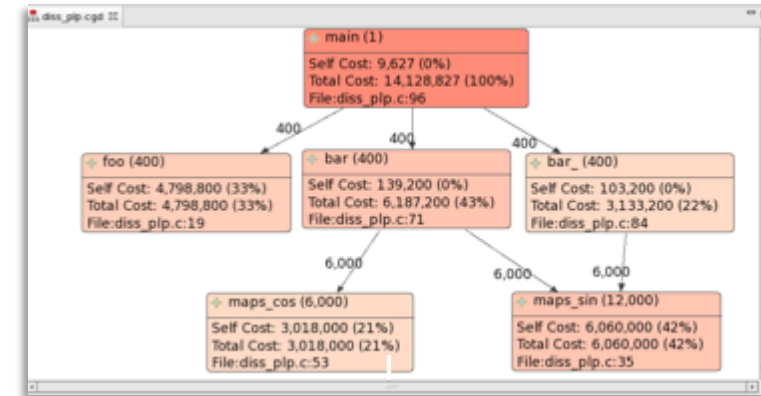 diss_plp.cgd
main (1)
Self Cost: 9,627 (0%)
Total Cost: 14,128,827 (100%)
File:diss_plp.c:96
400
400
400
foo (400)
Self Cost: 4,798,800 (33%)
Total Cost: 4,798,800 (33%)
File:diss_plp.c:19
bar (400)
Self Cost: 139,200 (0%)
Total Cost: 6,187,200 (43%)
File:diss_plp.c:71
bar_ (400)
Self Cost: 103,200 (0%)
Total Cost: 3,133,200 (22%)
File:diss_plp.c:84
6,000
6,000
6,000
maps_cos (6,000)
Self Cost: 3,018,000 (21%)
Total Cost: 3,018,000 (21%)
File:diss_plp.c:53
maps_sin (12,000)
Self Cost: 6,060,000 (42%)
Total Cost: 6,060,000 (42%)
File:diss_plp.c:35